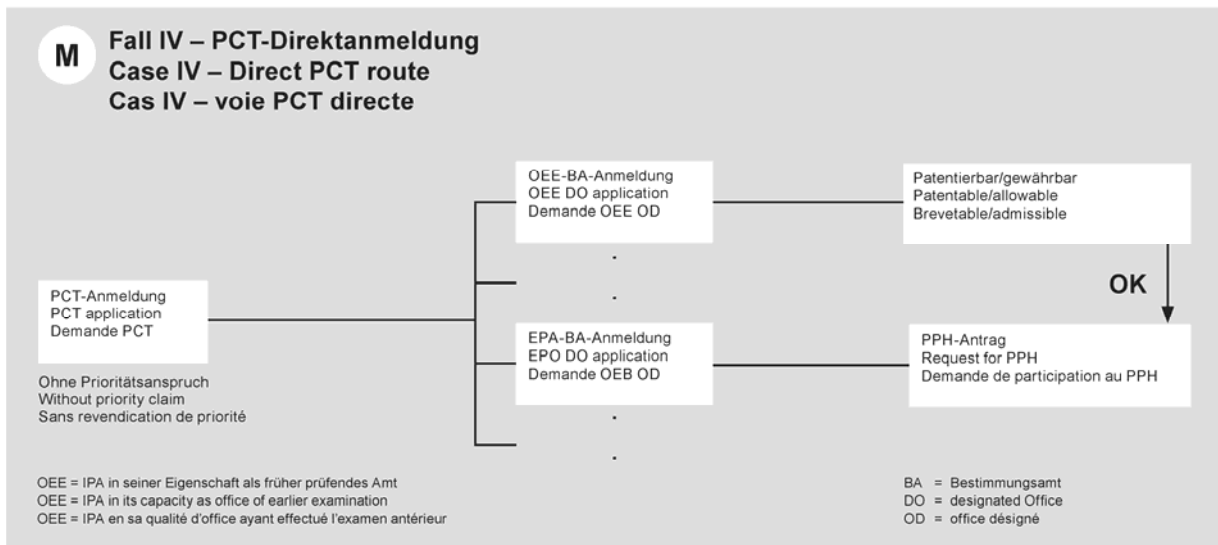 M
Fall IV – PCT-Direktanmeldung
Case IV – Direct PCT route
Cas IV – voie PCT directe
OEE-BA-Anmeldung
OEE DO application
Demande OEE OD
Patentierbar/gewährbar
Patentable/allowable
Brevetable/admissible
OK
PCT-Anmeldung
PCT application
Demande PCT
Ohne Prioritätsanspruch
Without priority claim
Sans revendication de priorité
EPA-BA-Anmeldung
EPO DO application
Demande OEB OD
PPH-Antrag
Request for PPH
Demande de participation au PPH
OEE = IPA in seiner Eigenschaft als früher prüfendes Amt
OEE = IPA in its capacity as office of earlier examination
OEE = IPA en sa qualité d'office ayant effectué l'examen antérieur
BA = Bestimmungsamt
DO = designated Office
OD = office désigné